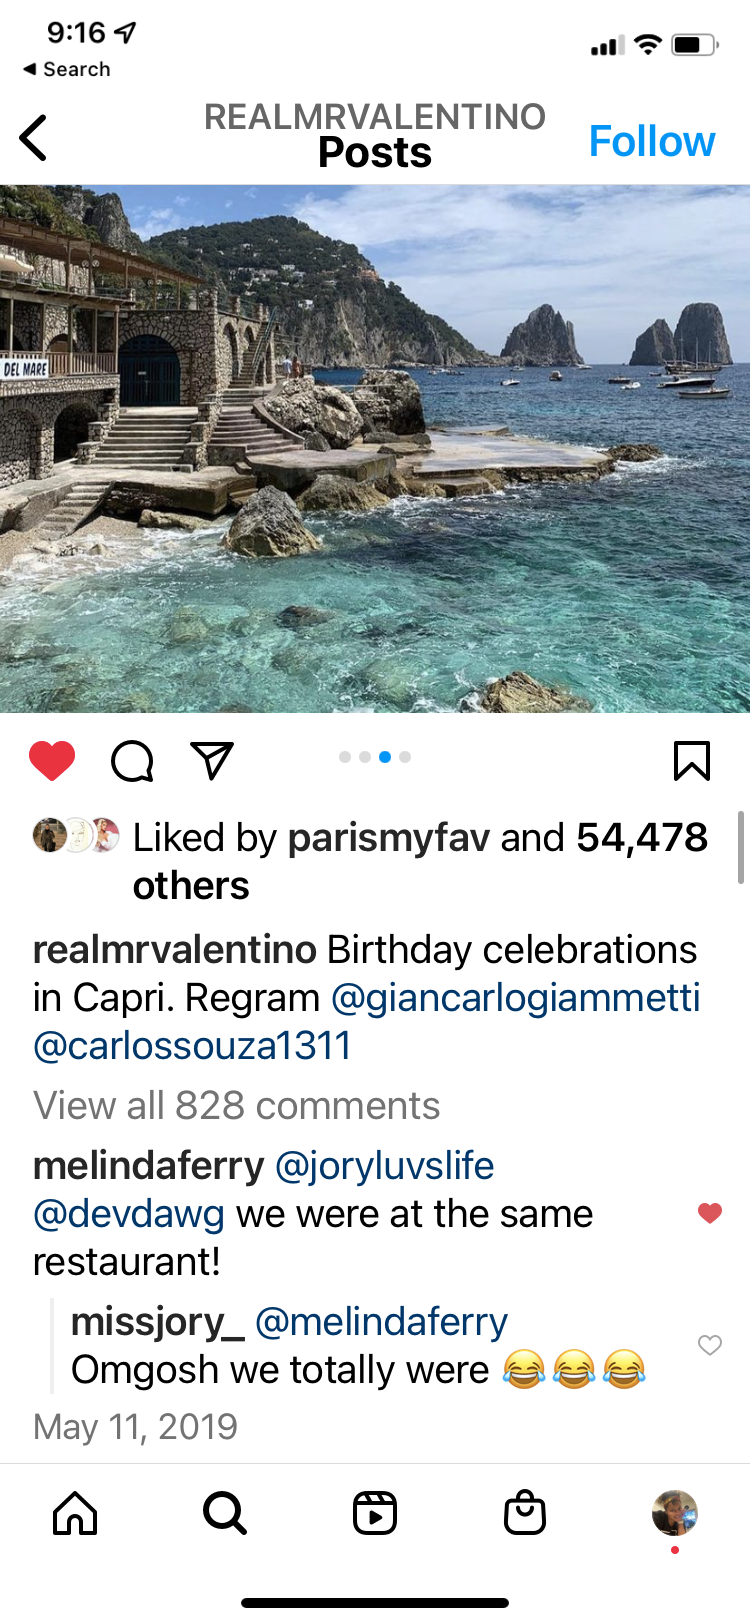 9:16
◀ Search
REALMRVALENTINO
Posts
Follow
DEL MARE
Liked by parismyfav and 54,478
others
realmrvalentino Birthday celebrations
in Capri. Regram @giancarlogiammetti
@carlossouza1311
View all 828 comments
melindaferry @joryluvslife
@devdawg we were at the same
restaurant!
missjory_ @melindaferry
Omgosh we totally were 😂😂😂
May 11, 2019